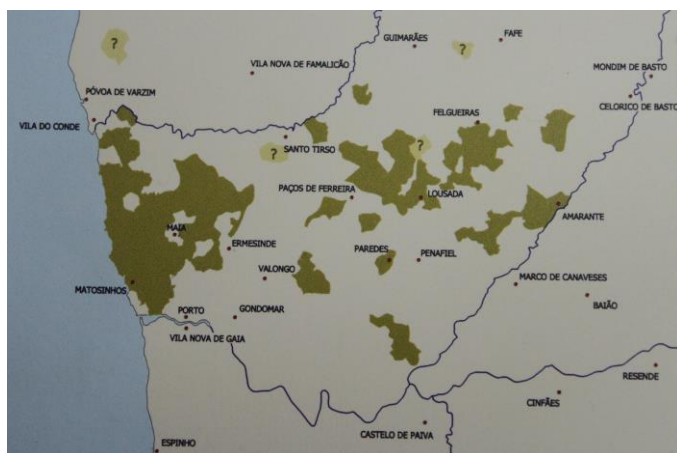 ?
GUIMARÃES
?
FAFE
VILA NOVA DE FAMALICÃO
MONDIM DE BASTO
PÓVOA DE VARZIM
CELORICO DE BASTO
FELGUEIRAS
VILA DO CONDE
SANTO TIRSO
?
?
PAÇOS DE FERREIRA
LOUSADA
AMARANTE
MAIA
ERMESINDE
PAREDES
PENAFIEL
VALONGO
MATOSINHOS
MARCO DE CANAVESES
BAIÃO
PORTO
GONDOMAR
VILA NOVA DE GAIA
RESENDE
CINFÃES
CASTELO DE PAIVA
ESPINHO